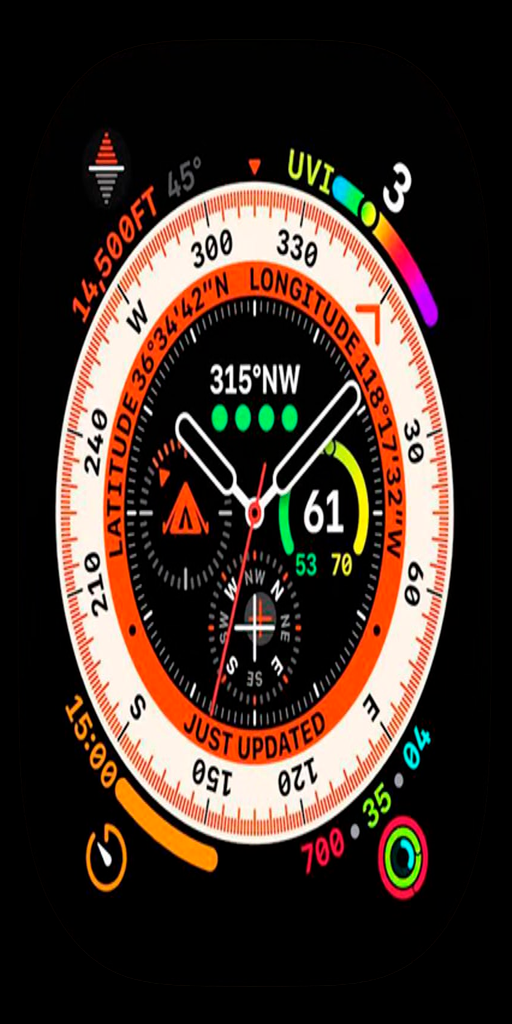 14,500FT 45°
UVI 3
300 330 30 60 E 120 150 S 210 240 W
LATITUDE 36°34'42"N LONGITUDE 118°17'32"W
JUST UPDATED
315°NW
61
53 70
NW N NE E SE S SW W
15:00
700 • 35 • 04